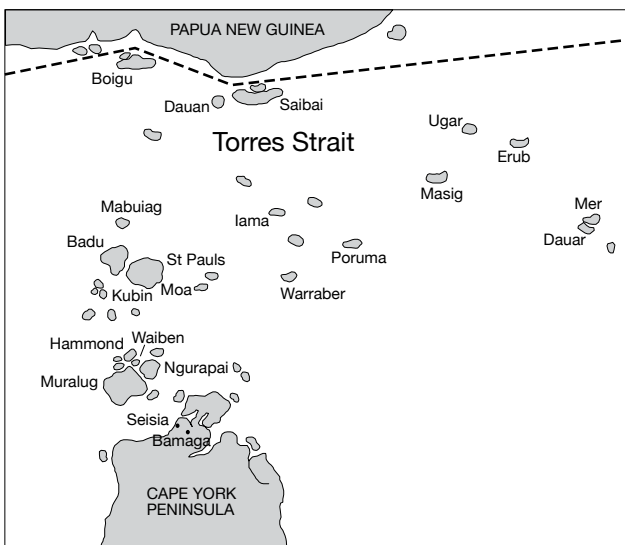 PAPUA NEW GUINEA
Boigu
Dauan
Saibai
Torres Strait
Ugar
Erub
Masig
Mer
Dauar
Mabuiag
Iama
Badu
St Pauls
Poruma
Kubin
Moa
Warraber
Hammond
Waiben
Ngurapai
Muralug
Seisia
Bamaga
CAPE YORK
PENINSULA